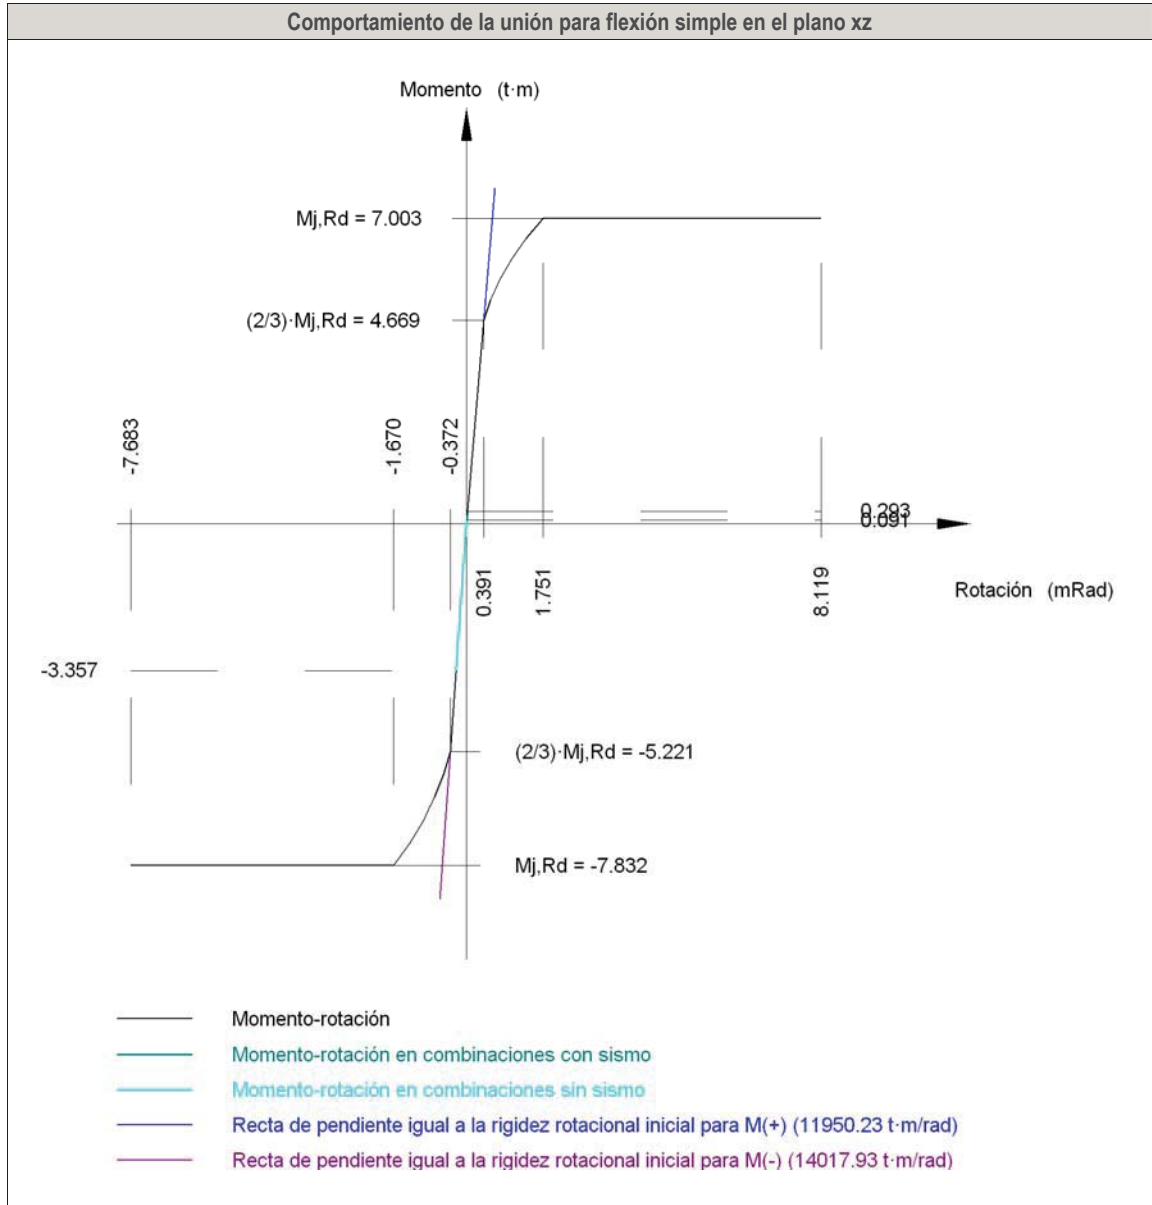 Comportamiento de la unión para flexión simple en el plano xz
Momento (t·m)
Mj,Rd = 7.003
(2/3)·Mj,Rd = 4.669
-7.683
-1.670
-0.372
0.293
0.091
0.391
1.751
8.119
Rotación (mRad)
-3.357
(2/3)·Mj,Rd = -5.221
Mj,Rd = -7.832
Momento-rotación
Momento-rotación en combinaciones con sismo
Momento-rotación en combinaciones sin sismo
Recta de pendiente igual a la rigidez rotacional inicial para M(+) (11950.23 t·m/rad)
Recta de pendiente igual a la rigidez rotacional inicial para M(-) (14017.93 t·m/rad)